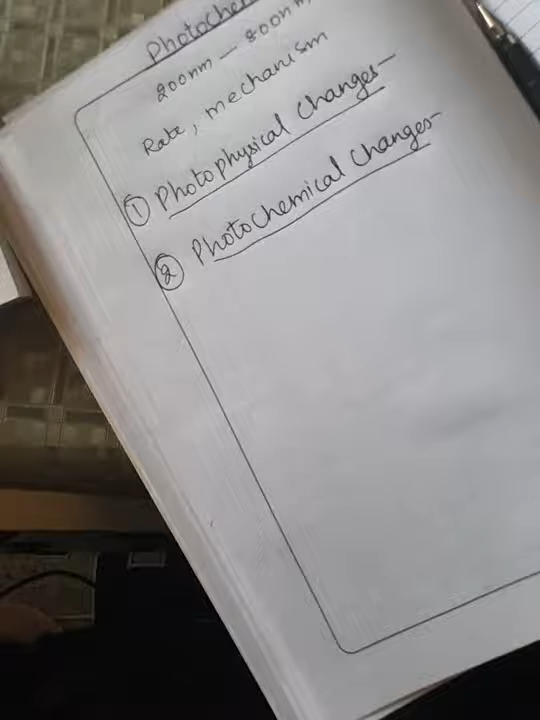 200nm - 800nm
Rate, mechanism
① Photophysical Changes-
② Photochemical Changes-